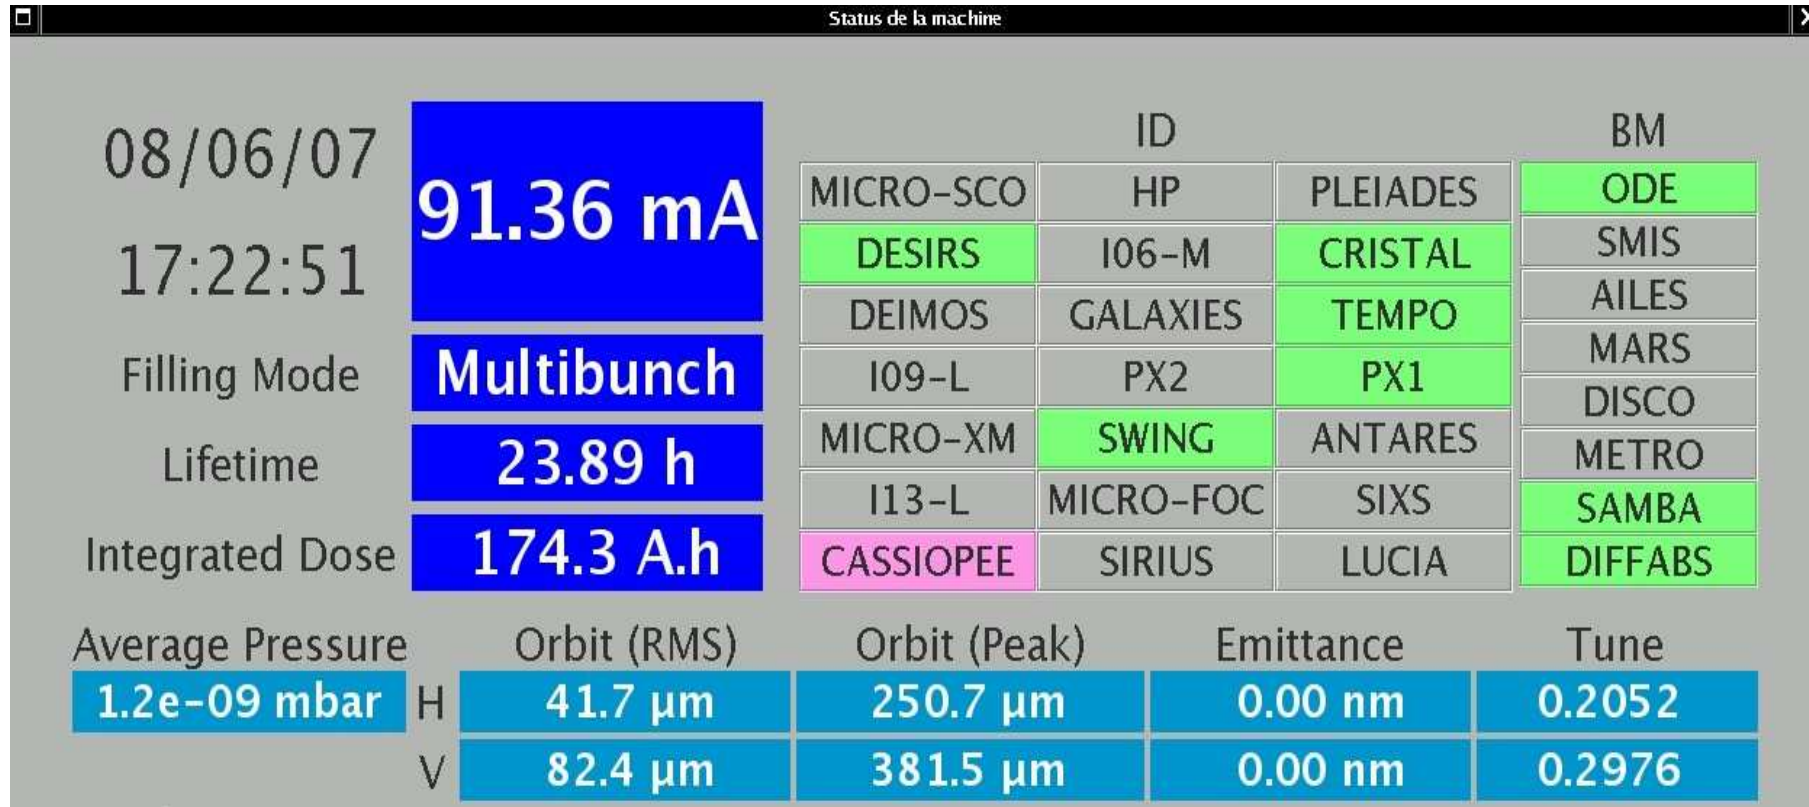 Status de la machine
08/06/07
17:22:51
91.36 mA
Filling Mode Multibunch
Lifetime 23.89 h
Integrated Dose 174.3 A.h
ID
MICRO-SCO HP PLEIADES
DESIRS I06-M CRISTAL
DEIMOS GALAXIES TEMPO
I09-L PX2 PX1
MICRO-XM SWING ANTARES
I13-L MICRO-FOC SIXS
CASSIOPEE SIRIUS LUCIA
BM
ODE
SMIS
AILES
MARS
DISCO
METRO
SAMBA
DIFFABS
Average Pressure Orbit (RMS) Orbit (Peak) Emittance Tune
1.2e-09 mbar H 41.7 µm 250.7 µm 0.00 nm 0.2052
V 82.4 µm 381.5 µm 0.00 nm 0.2976